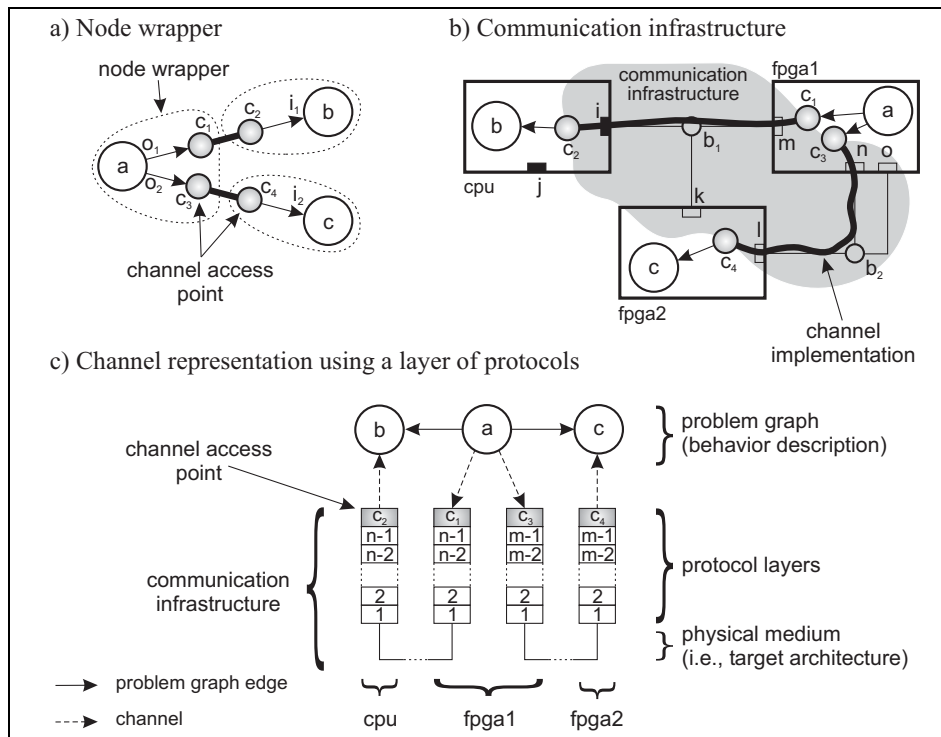 a) Node wrapper
node wrapper
a
b
c
o₁
o₂
c₁
c₂
c₃
c₄
i₁
i₂
channel access
point
b) Communication infrastructure
communication
infrastructure
fpga1
b
c₂
i
j
cpu
b₁
m
c₁
a
c₃
n
o
k
c
c₄
l
b₂
fpga2
channel
implementation
c) Channel representation using a layer of protocols
b
a
c
problem graph
(behavior description)
channel access
point
c₂
c₁
c₃
c₄
n-1
n-1
m-1
m-1
n-2
n-2
m-2
m-2
2
2
2
2
1
1
1
1
communication
infrastructure
protocol layers
physical medium
(i.e., target architecture)
problem graph edge
channel
cpu
fpga1
fpga2